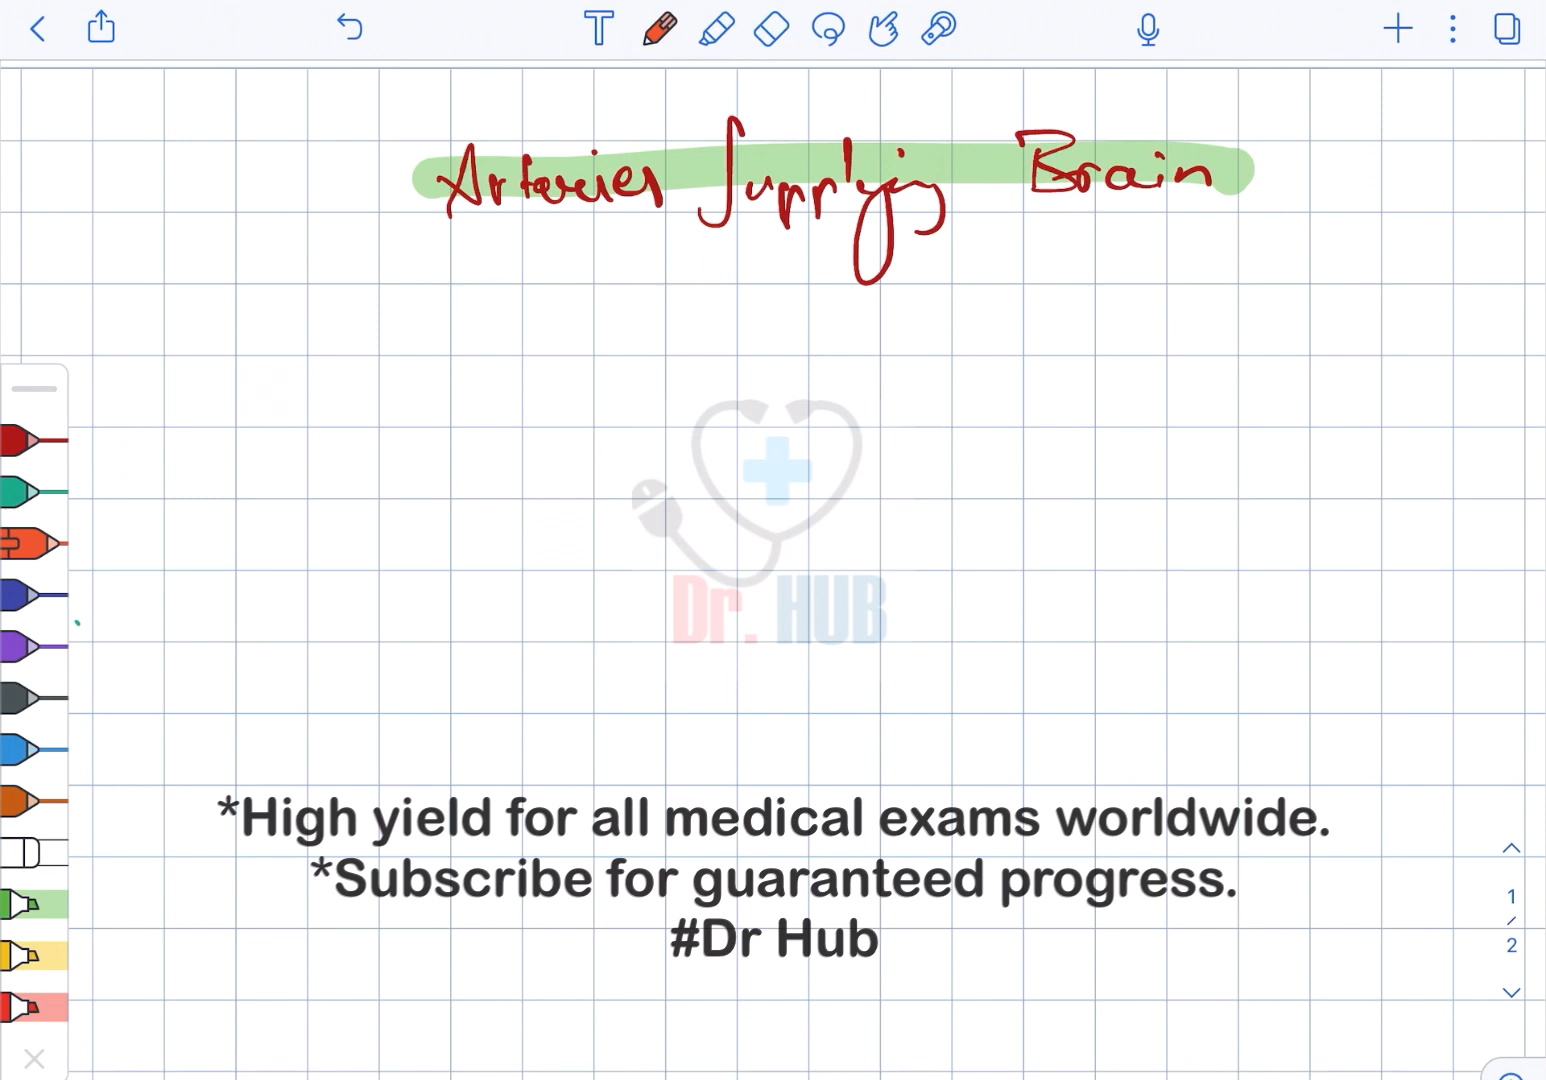 Arteries Supplying Brain
Dr. HUB
*High yield for all medical exams worldwide.
*Subscribe for guaranteed progress.
#Dr Hub
1
/
2